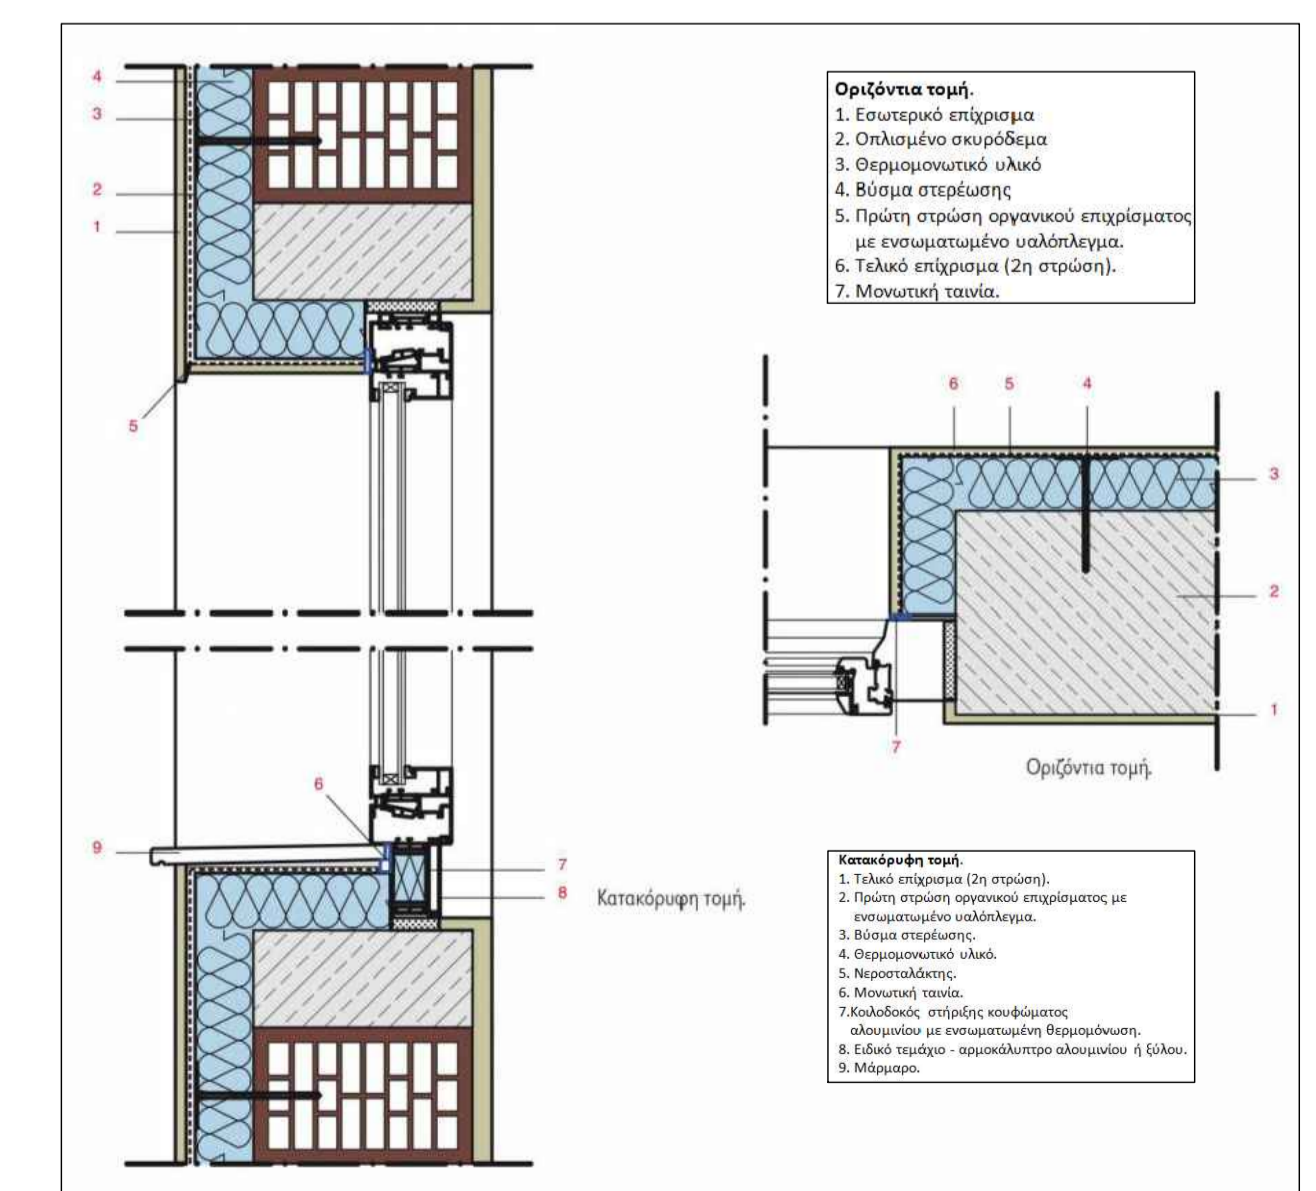 4
3
2
1
5
Οριζόντια τομή.
1. Εσωτερικό επίχρισμα
2. Οπλισμένο σκυρόδεμα
3. Θερμομονωτικό υλικό
4. Βύσμα στερέωσης
5. Πρώτη στρώση οργανικού επιχρίσματος
με ενσωματωμένο υαλόπλεγμα.
6. Τελικό επίχρισμα (2η στρώση).
7. Μονωτική ταινία.
6 5 4
3
2
1
7
Οριζόντια τομή.
6
9
7
8
Κατακόρυφη τομή.
Κατακόρυφη τομή.
1. Τελικό επίχρισμα (2η στρώση).
2. Πρώτη στρώση οργανικού επιχρίσματος με
ενσωματωμένο υαλόπλεγμα.
3. Βύσμα στερέωσης.
4. Θερμομονωτικό υλικό.
5. Νεροσταλάκτης.
6. Μονωτική ταινία.
7.Κοιλοδοκός στήριξης κουφώματος
αλουμινίου με ενσωματωμένη θερμομόνωση.
8. Ειδικό τεμάχιο - αρμοκάλυπτρο αλουμινίου ή ξύλου.
9. Μάρμαρο.